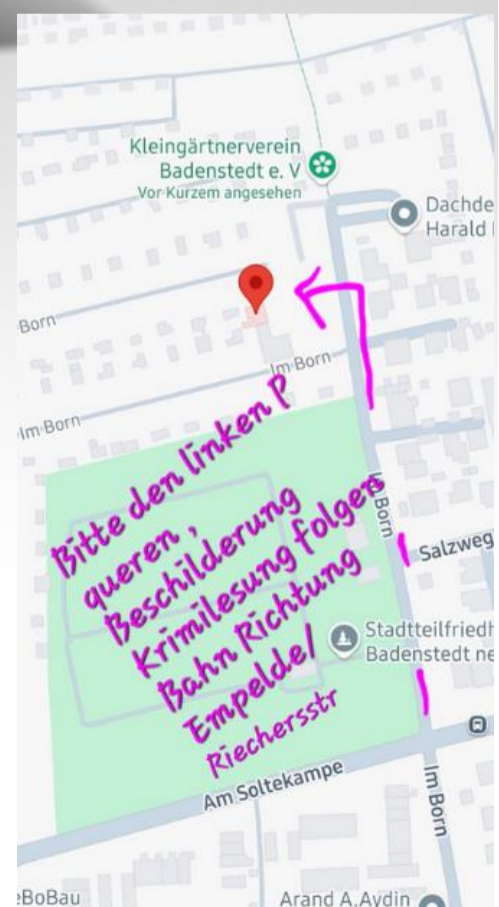 Kleingärtnerverein
Badenstedt e. V
Vor Kurzem angesehen
Dachde
Harald
Born
Im Born
Im Born
Bitte den linken P
queren ,
Beschilderung
Krimilesung folgen
Bahn Richtung
Empelde/
Riechersstr
Im Born
Salzweg
Stadtteilfriedh
Badenstedt ne
Am Soltekampe
Im Born
eBoBau
Arand A.Aydin